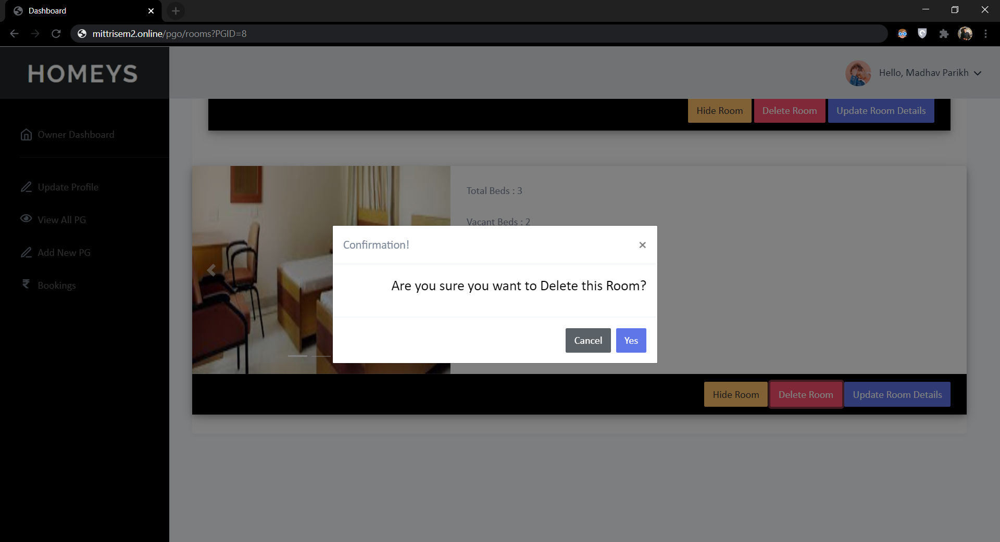 Dashboard
mittrisem2.online/pgo/rooms?PGID=8
HOMEYS
Hello, Madhav Parikh
Hide Room
Delete Room
Update Room Details
Owner Dashboard
Update Profile
View All PG
Add New PG
Bookings
Total Beds : 3
Vacant Beds : 2
Confirmation!
Are you sure you want to Delete this Room?
Cancel
Yes
Hide Room
Delete Room
Update Room Details